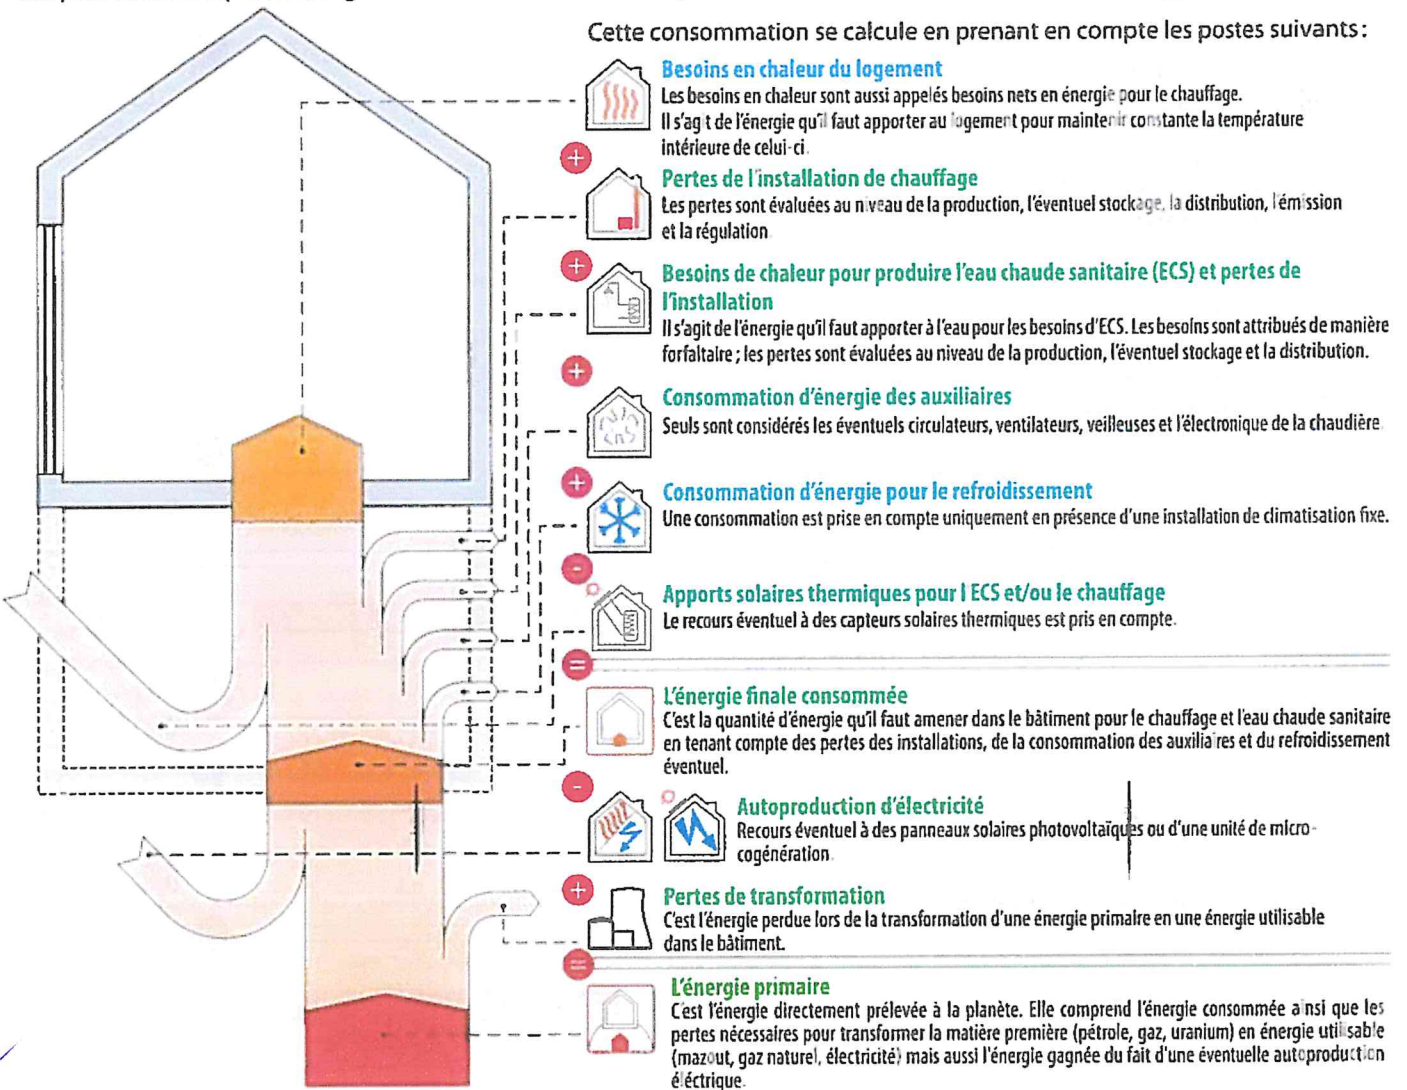 Cette consommation se calcule en prenant en compte les postes suivants :
Besoins en chaleur du logement
Les besoins en chaleur sont aussi appelés besoins nets en énergie pour le chauffage.
Il s'agit de l'énergie qu'il faut apporter au logement pour maintenir constante la température
intérieure de celui-ci.
+
Pertes de l'installation de chauffage
Les pertes sont évaluées au niveau de la production, l'éventuel stockage, la distribution, l'émission
et la régulation
+
Besoins de chaleur pour produire l'eau chaude sanitaire (ECS) et pertes de
l'installation
Il s'agit de l'énergie qu'il faut apporter à l'eau pour les besoins d'ECS. Les besoins sont attribués de manière
forfaitaire ; les pertes sont évaluées au niveau de la production, l'éventuel stockage et la distribution.
+
Consommation d'énergie des auxiliaires
Seuls sont considérés les éventuels circulateurs, ventilateurs, veilleuses et l'électronique de la chaudière.
+
Consommation d'énergie pour le refroidissement
Une consommation est prise en compte uniquement en présence d'une installation de climatisation fixe.
-
Apports solaires thermiques pour l'ECS et/ou le chauffage
Le recours éventuel à des capteurs solaires thermiques est pris en compte.
=
L'énergie finale consommée
C'est la quantité d'énergie qu'il faut amener dans le bâtiment pour le chauffage et l'eau chaude sanitaire
en tenant compte des pertes des installations, de la consommation des auxiliaires et du refroidissement
éventuel.
-
Autoproduction d'électricité
Recours éventuel à des panneaux solaires photovoltaïques ou d'une unité de micro-
cogénération
+
Pertes de transformation
C'est l'énergie perdue lors de la transformation d'une énergie primaire en une énergie utilisable
dans le bâtiment.
=
L'énergie primaire
C'est l'énergie directement prélevée à la planète. Elle comprend l'énergie consommée ainsi que les
pertes nécessaires pour transformer la matière première (pétrole, gaz, uranium) en énergie utilisable
(mazout, gaz naturel, électricité) mais aussi l'énergie gagnée du fait d'une éventuelle autoproduction
éléctrique.